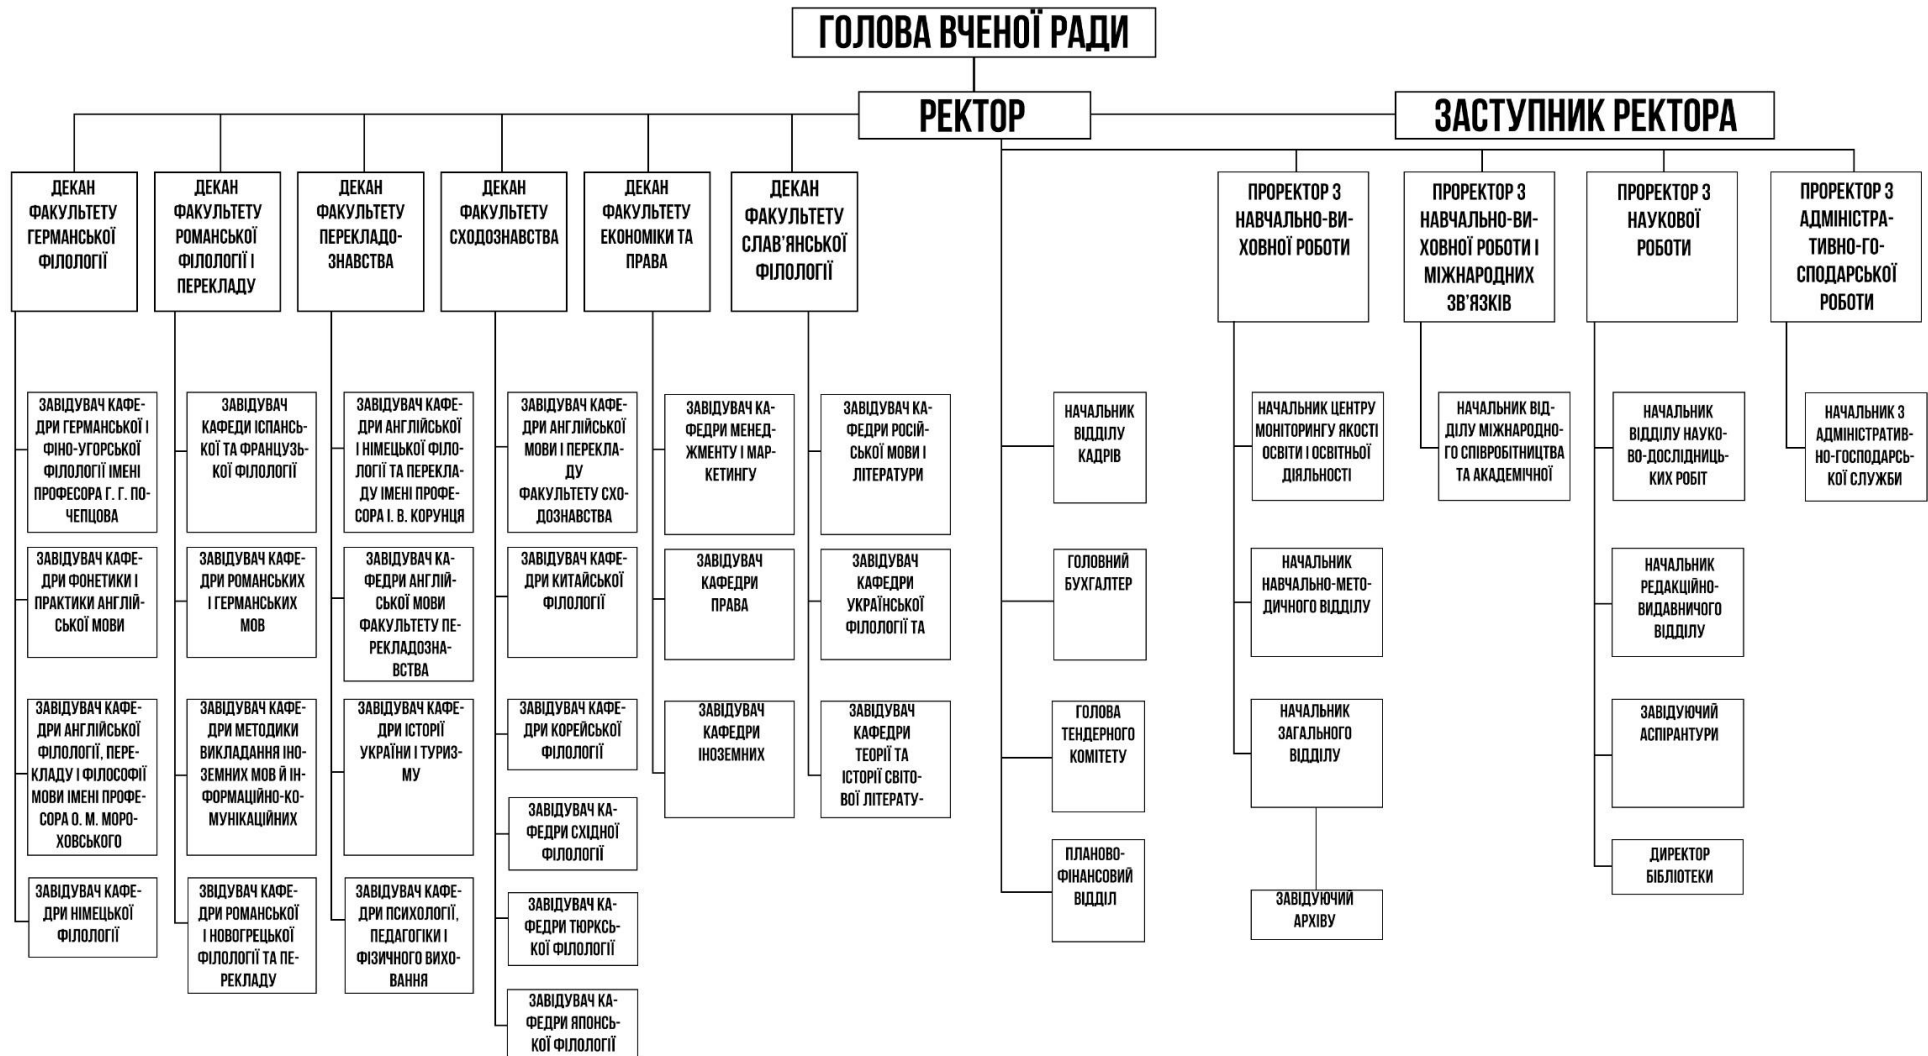 ГОЛОВА ВЧЕНОЇ РАДИ
РЕКТОР
ЗАСТУПНИК РЕКТОРА
ДЕКАН
ФАКУЛЬТЕТУ
ГЕРМАНСЬКОЇ
ФІЛОЛОГІЇ
ДЕКАН
ФАКУЛЬТЕТУ
РОМАНСЬКОЇ
ФІЛОЛОГІЇ І
ПЕРЕКЛАДУ
ДЕКАН
ФАКУЛЬТЕТУ
ПЕРЕКЛАДО-
ЗНАВСТВА
ДЕКАН
ФАКУЛЬТЕТУ
СХОДОЗНАВСТВА
ДЕКАН
ФАКУЛЬТЕТУ
ЕКОНОМІКИ ТА
ПРАВА
ДЕКАН
ФАКУЛЬТЕТУ
СЛАВ'ЯНСЬКОЇ
ФІЛОЛОГІЇ
ПРОРЕКТОР З
НАВЧАЛЬНО-ВИ-
ХОВНОЇ РОБОТИ
ПРОРЕКТОР З
НАВЧАЛЬНО-ВИ-
ХОВНОЇ РОБОТИ І
МІЖНАРОДНИХ
ЗВ'ЯЗКІВ
ПРОРЕКТОР З
НАУКОВОЇ
РОБОТИ
ПРОРЕКТОР З
АДМІНІСТРА-
ТИВНО-ГО-
СПОДАРСЬКОЇ
РОБОТИ
ЗАВІДУВАЧ КАФЕ-
ДРИ ГЕРМАНСЬКОЇ І
ФІНО-УГОРСЬКОЇ
ФІЛОЛОГІЇ ІМЕНІ
ПРОФЕСОРА Г. Г. ПО-
ЧЕПЦОВА
ЗАВІДУВАЧ
КАФЕДИ ІСПАНСЬ-
КОЇ ТА ФРАНЦУЗЬ-
КОЇ ФІЛОЛОГІЇ
ЗАВІДУВАЧ КАФЕ-
ДРИ АНГЛІЙСЬКОЇ
І НІМЕЦЬКОЇ ФІЛО-
ЛОГІЇ ТА ПЕРЕКЛА-
ДУ ІМЕНІ ПРОФЕ-
СОРА І. В. КОРУНЦЯ
ЗАВІДУВАЧ КАФЕ-
ДРИ АНГЛІЙСЬКОЇ
МОВИ І ПЕРЕКЛА-
ДУ
ФАКУЛЬТЕТУ СХО-
ДОЗНАВСТВА
ЗАВІДУВАЧ КА-
ФЕДРИ МЕНЕД-
ЖМЕНТУ І МАР-
КЕТИНГУ
ЗАВІДУВАЧ КА-
ФЕДРИ РОСІЙ-
СЬКОЇ МОВИ І
ЛІТЕРАТУРИ
НАЧАЛЬНИК
ВІДДІЛУ
КАДРІВ
НАЧАЛЬНИК ЦЕНТРУ
МОНІТОРИНГУ ЯКОСТІ
ОСВІТИ І ОСВІТНЬОЇ
ДІЯЛЬНОСТІ
НАЧАЛЬНИК ВІД-
ДІЛУ МІЖНАРОДНО-
ГО СПІВРОБІТНИЦТВА
ТА АКАДЕМІЧНОЇ
НАЧАЛЬНИК
ВІДДІЛУ НАУКО-
ВО-ДОСЛІДНИЦЬ-
КИХ РОБІТ
НАЧАЛЬНИК З
АДМІНІСТРАТИВ-
НО-ГОСПОДАРСЬ-
КОЇ СЛУЖБИ
ЗАВІДУВАЧ КАФЕ-
ДРИ ФОНЕТИКИ І
ПРАКТИКИ АНГЛІЙ-
СЬКОЇ МОВИ
ЗАВІДУВАЧ КАФЕ-
ДРИ РОМАНСЬКИХ
І ГЕРМАНСЬКИХ
МОВ
ЗАВІДУВАЧ КА-
ФЕДРИ АНГЛІЙ-
СЬКОЇ МОВИ
ФАКУЛЬТЕТУ ПЕ-
РЕКЛАДОЗНА-
ВСТВА
ЗАВІДУВАЧ КАФЕ-
ДРИ КИТАЙСЬКОЇ
ФІЛОЛОГІЇ
ЗАВІДУВАЧ
КАФЕДРИ
ПРАВА
ЗАВІДУВАЧ
КАФЕДРИ
УКРАЇНСЬКОЇ
ФІЛОЛОГІЇ ТА
ГОЛОВНИЙ
БУХГАЛТЕР
НАЧАЛЬНИК
НАВЧАЛЬНО-МЕТО-
ДИЧНОГО ВІДДІЛУ
НАЧАЛЬНИК
РЕДАКЦІЙНО-
ВИДАВНИЧОГО
ВІДДІЛУ
ЗАВІДУВАЧ КАФЕ-
ДРИ АНГЛІЙСЬКОЇ
ФІЛОЛОГІЇ, ПЕРЕ-
КЛАДУ І ФІЛОСОФІЇ
МОВИ ІМЕНІ ПРОФЕ-
СОРА О. М. МОРО-
ХОВСЬКОГО
ЗАВІДУВАЧ КАФЕ-
ДРИ МЕТОДИКИ
ВИКЛАДАННЯ ІНО-
ЗЕМНИХ МОВ Й ІН-
ФОРМАЦІЙНО-КО-
МУНІКАЦІЙНИХ
ЗАВІДУВАЧ КАФЕ-
ДРИ ІСТОРІЇ
УКРАЇНИ І ТУРИЗ-
МУ
ЗАВІДУВАЧ КАФЕ-
ДРИ КОРЕЙСЬКОЇ
ФІЛОЛОГІЇ
ЗАВІДУВАЧ
КАФЕДРИ
ІНОЗЕМНИХ
ЗАВІДУВАЧ
КАФЕДРИ
ТЕОРІЇ ТА
ІСТОРІЇ СВІТО-
ВОЇ ЛІТЕРАТУ-
ГОЛОВА
ТЕНДЕРНОГО
КОМІТЕТУ
НАЧАЛЬНИК
ЗАГАЛЬНОГО
ВІДДІЛУ
ЗАВІДУЮЧИЙ
АСПІРАНТУРИ
ЗАВІДУВАЧ КА-
ФЕДРИ СХІДНОЇ
ФІЛОЛОГІЇ
ПЛАНОВО-
ФІНАНСОВИЙ
ВІДДІЛ
ДИРЕКТОР
БІБЛІОТЕКИ
ЗАВІДУВАЧ КАФЕ-
ДРИ НІМЕЦЬКОЇ
ФІЛОЛОГІЇ
ЗВІДУВАЧ КАФЕ-
ДРИ РОМАНСЬКОЇ
І НОВОГРЕЦЬКОЇ
ФІЛОЛОГІЇ ТА ПЕ-
РЕКЛАДУ
ЗАВІДУВАЧ КАФЕ-
ДРИ ПСИХОЛОГІЇ,
ПЕДАГОГІКИ І
ФІЗИЧНОГО ВИХО-
ВАННЯ
ЗАВІДУВАЧ КА-
ФЕДРИ ТЮРКСЬ-
КОЇ ФІЛОЛОГІЇ
ЗАВІДУЮЧИЙ
АРХІВУ
ЗАВІДУВАЧ КА-
ФЕДРИ ЯПОНСЬ-
КОЇ ФІЛОЛОГІЇ